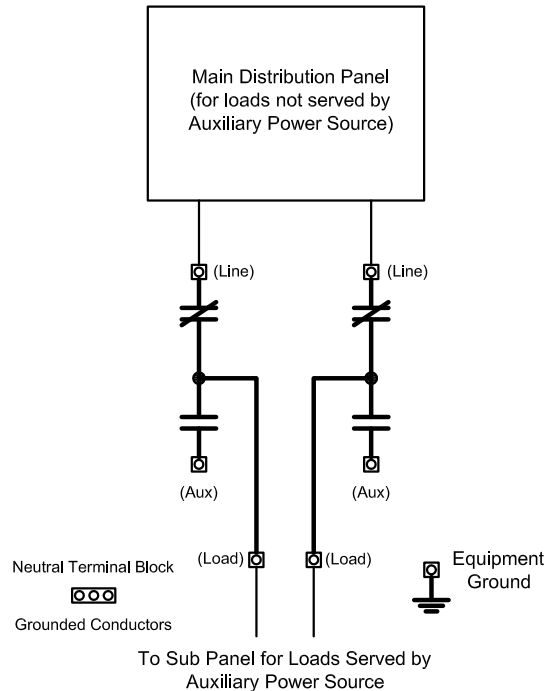 Main Distribution Panel
(for loads not served by
Auxiliary Power Source)
(Line)
(Line)
(Aux)
(Aux)
(Load)
(Load)
Neutral Terminal Block
Grounded Conductors
Equipment
Ground
To Sub Panel for Loads Served by
Auxiliary Power Source